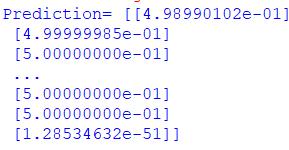 Prediction= [[4.98990102e-01]
 [4.99999985e-01]
 [5.00000000e-01]
 ...
 [5.00000000e-01]
 [5.00000000e-01]
 [1.28534632e-51]]